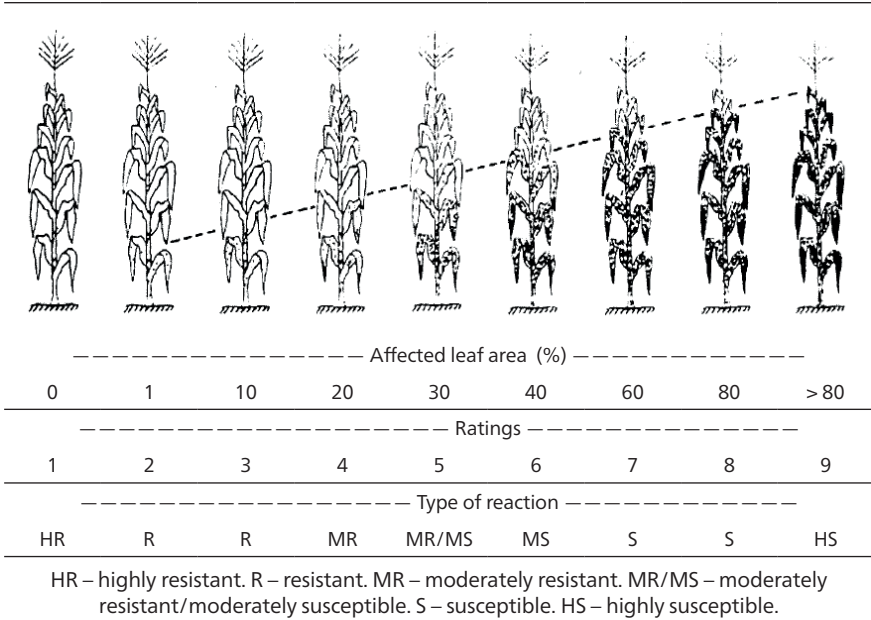 Affected leaf area (%)
0 1 10 20 30 40 60 80 > 80
Ratings
1 2 3 4 5 6 7 8 9
Type of reaction
HR R R MR MR/MS MS S S HS
HR – highly resistant. R – resistant. MR – moderately resistant. MR/MS – moderately
resistant/moderately susceptible. S – susceptible. HS – highly susceptible.